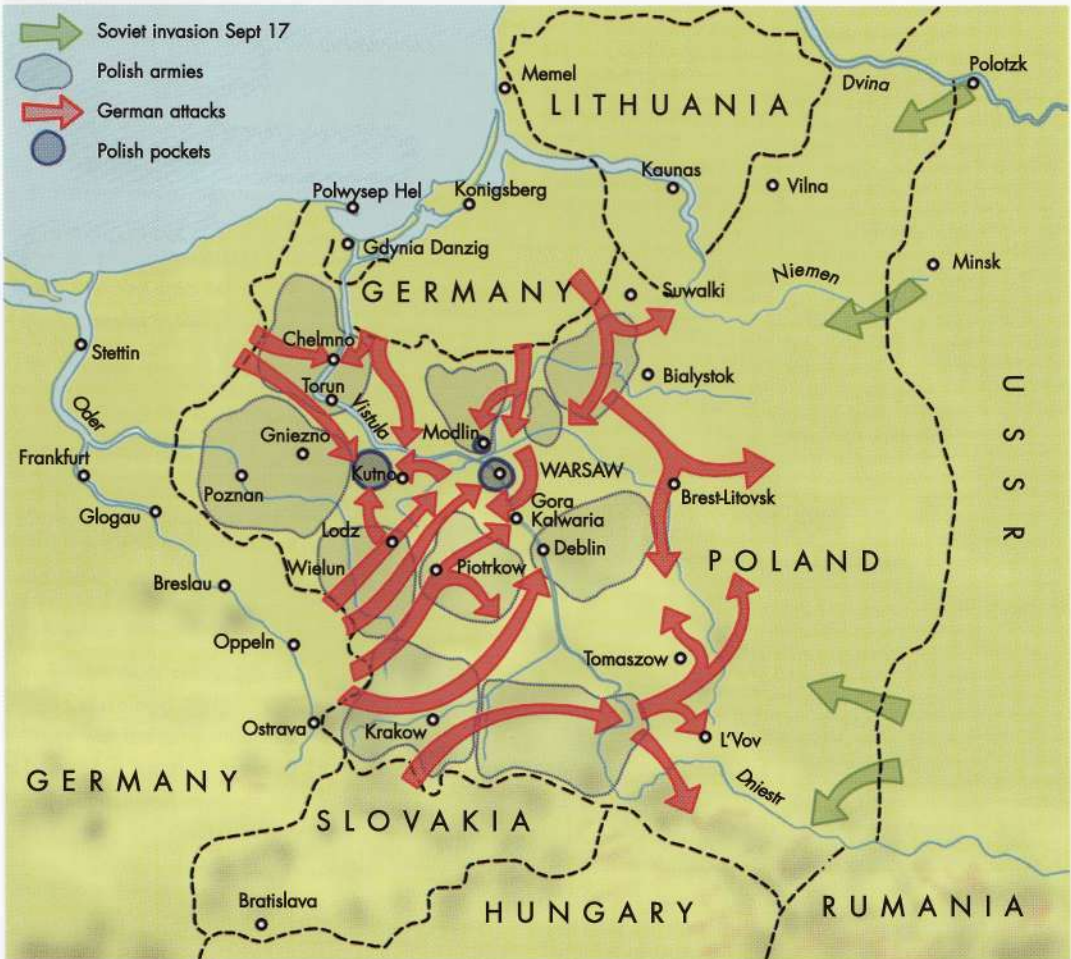 Soviet invasion Sept 17
Polish armies
German attacks
Polish pockets
Memel
LITHUANIA
Dvina
Polotzk
Kaunas
Vilna
Polwysep Hel
Konigsberg
Gdynia Danzig
GERMANY
Suwalki
Niemen
Minsk
Stettin
Chelmno
Torun
Vistula
Bialystok
USSR
Oder
Gniezno
Modlin
Frankfurt
Poznan
Kutno
WARSAW
Brest-Litovsk
Glogau
Gora
Kalwaria
Lodz
Deblin
Wielun
Piotrkow
POLAND
Breslau
Oppeln
Tomaszow
Ostrava
Krakow
L'Vov
GERMANY
Dniestr
SLOVAKIA
Bratislava
HUNGARY
RUMANIA